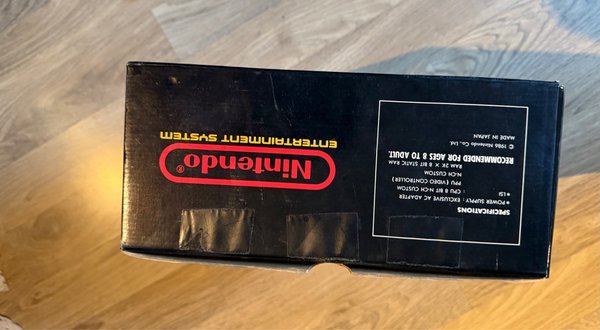 Nintendo®
ENTERTAINMENT SYSTEM
SPECIFICATIONS
*POWER SUPPLY : EXCLUSIVE AC ADAPTER
*LSI : CPU 8 BIT N-CH CUSTOM
PPU (VIDEO CONTROLLER)
N-CH CUSTOM
RAM 2K × 8 BIT STATIC RAM
RECOMMENDED FOR AGES 8 TO ADULT.
© 1986 Nintendo Co., Ltd.
MADE IN JAPAN